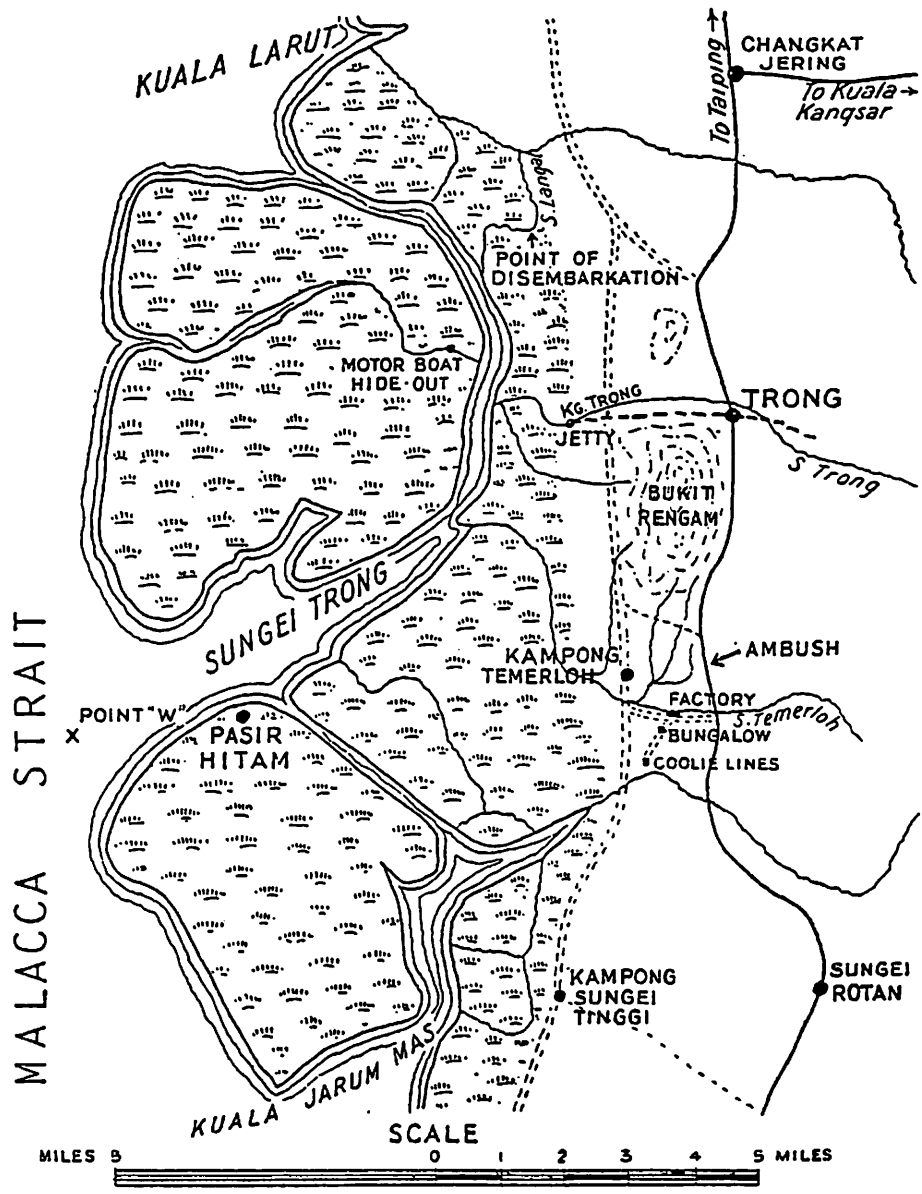 KUALA LARUT
CHANGKAT
JERING
To Taiping →
To Kuala →
Kangsar
S. Jaegei
POINT OF
DISEMBARKATION
MOTOR BOAT
HIDE-OUT
KG. TRONG
JETTY
TRONG
S Trong
BUKIT
RENGAM
SUNGEI TRONG
KAMPONG
TEMERLOH
AMBUSH
FACTORY
S. Temerloh
BUNGALOW
COOLIE LINES
MALACCA STRAIT
POINT "W"
X
PASIR
HITAM
KAMPONG
SUNGEI
TINGGI
SUNGEI
ROTAN
KUALA JARUM MAS
SCALE
MILES 5 0 1 2 3 4 5 MILES